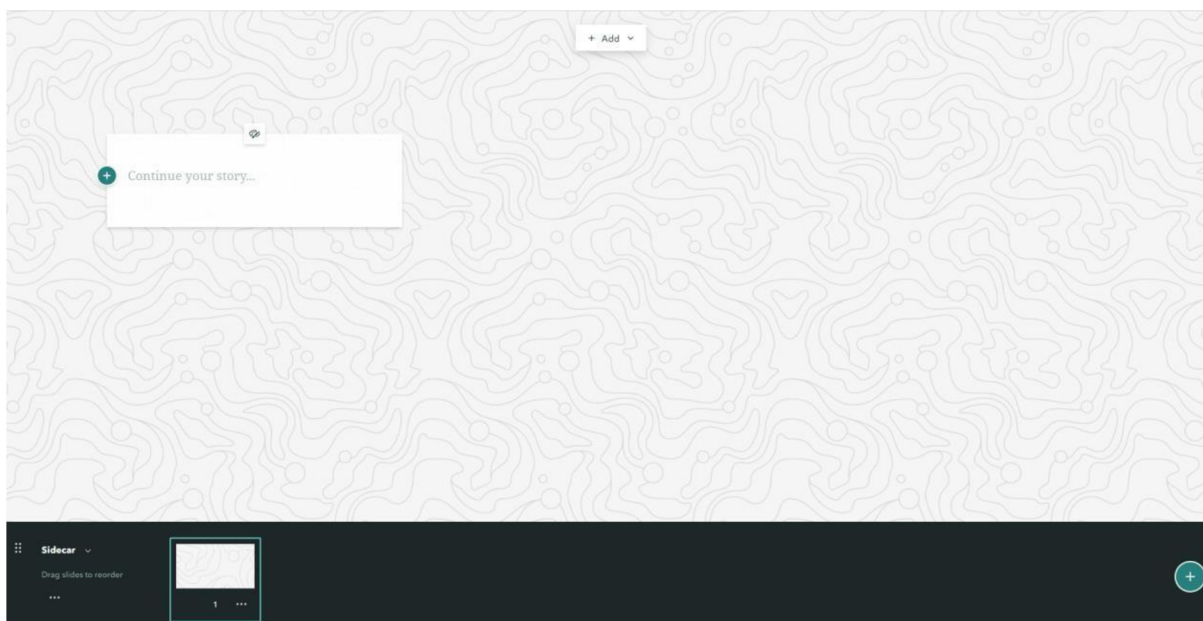 + Add
Continue your story...
Sidecar
Drag slides to reorder
...
1 ...